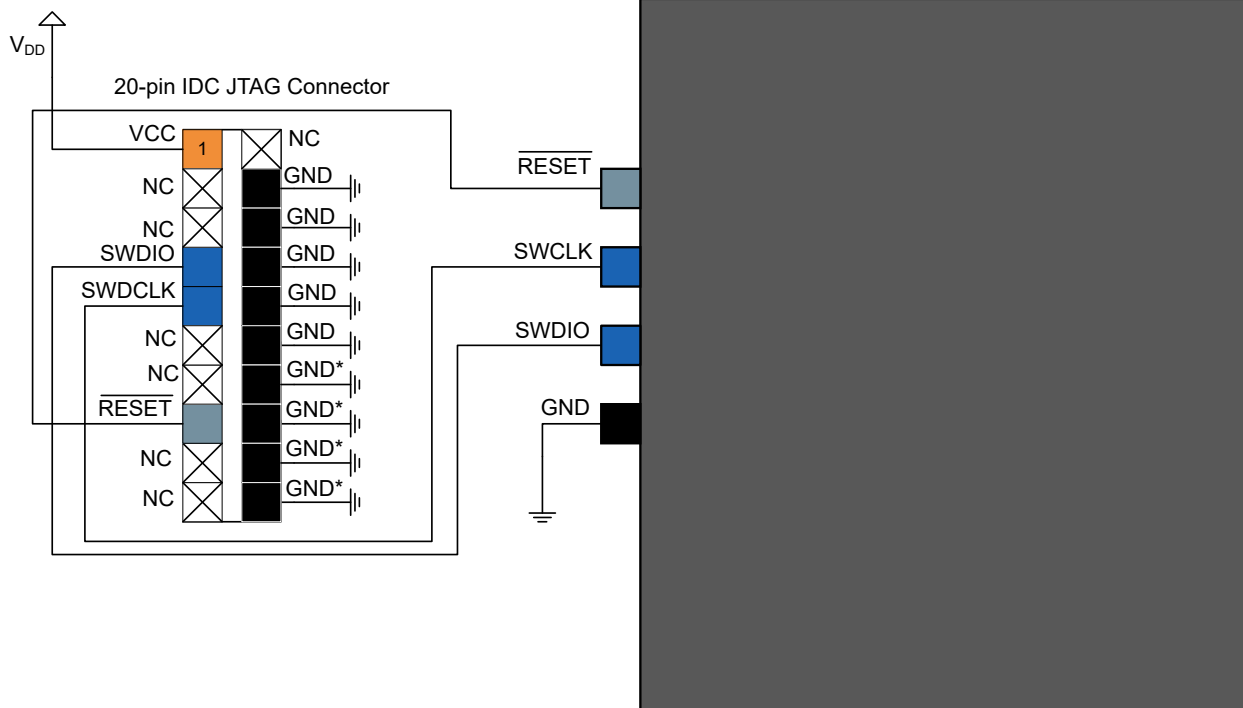 VDD
20-pin IDC JTAG Connector
VCC 1 NC
RESET
NC GND
NC GND
SWDIO GND
SWCLK
SWDCLK GND
NC GND
SWDIO
NC GND*
RESET GND*
GND
NC GND*
NC GND*